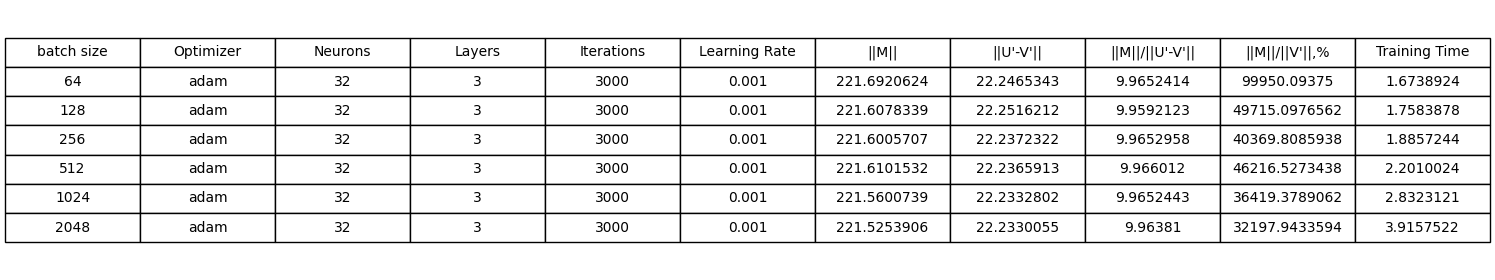 batch size Optimizer Neurons Layers Iterations Learning Rate ||M|| ||U'-V'|| ||M||/||U'-V'|| ||M||/||V'||,% Training Time
64 adam 32 3 3000 0.001 221.6920624 22.2465343 9.9652414 99950.09375 1.6738924
128 adam 32 3 3000 0.001 221.6078339 22.2516212 9.9592123 49715.0976562 1.7583878
256 adam 32 3 3000 0.001 221.6005707 22.2372322 9.9652958 40369.8085938 1.8857244
512 adam 32 3 3000 0.001 221.6101532 22.2365913 9.966012 46216.5273438 2.2010024
1024 adam 32 3 3000 0.001 221.5600739 22.2332802 9.9652443 36419.3789062 2.8323121
2048 adam 32 3 3000 0.001 221.5253906 22.2330055 9.96381 32197.9433594 3.9157522